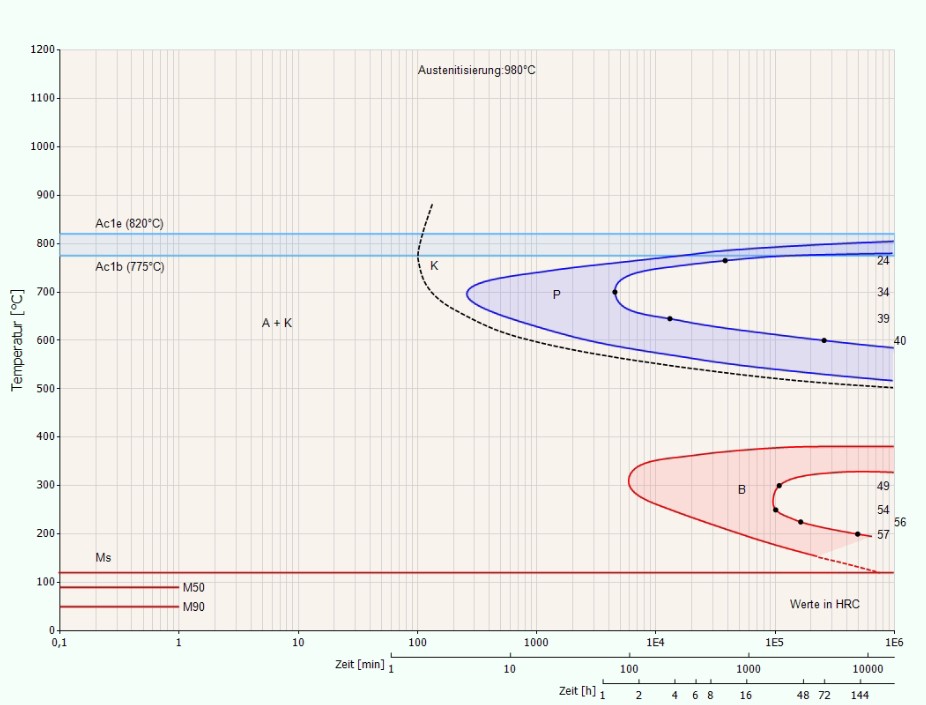 1200
Austenitisierung:980°C
1100
1000
900
Ac1e (820°C)
800
Ac1b (775°C)
K
24
700
P
34
A + K
39
600
40
Temperatur [°C]
500
400
300
B
49
54
56
200
57
Ms
100
M50
M90
Werte in HRC
0
0,1 1 10 100 1000 1E4 1E5 1E6
Zeit [min] 1 10 100 1000 10000
Zeit [h] 1 2 4 6 8 16 48 72 144